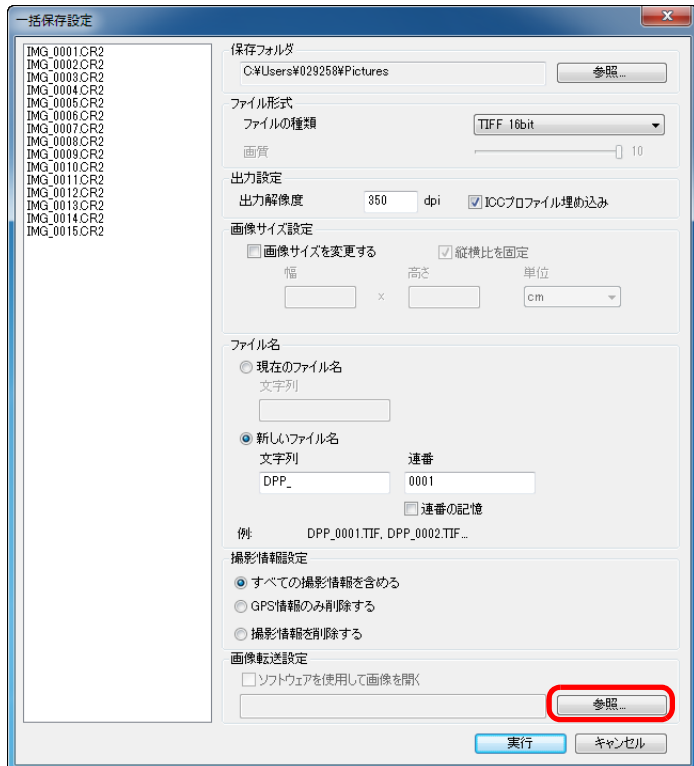 一括保存設定
IMG_0001.CR2
IMG_0002.CR2
IMG_0003.CR2
IMG_0004.CR2
IMG_0005.CR2
IMG_0006.CR2
IMG_0007.CR2
IMG_0008.CR2
IMG_0009.CR2
IMG_0010.CR2
IMG_0011.CR2
IMG_0012.CR2
IMG_0013.CR2
IMG_0014.CR2
IMG_0015.CR2
保存フォルダ
C:¥Users¥029258¥Pictures 参照...
ファイル形式
ファイルの種類 TIFF 16bit
画質 10
出力設定
出力解像度 350 dpi ICCプロファイル埋め込み
画像サイズ設定
画像サイズを変更する 縦横比を固定
幅 高さ 単位
x cm
ファイル名
現在のファイル名
文字列
新しいファイル名
文字列 連番
DPP_ 0001
連番の記憶
例: DPP_0001.TIF, DPP_0002.TIF...
撮影情報設定
すべての撮影情報を含める
GPS情報のみ削除する
撮影情報を削除する
画像転送設定
ソフトウェアを使用して画像を開く
参照...
実行 キャンセル